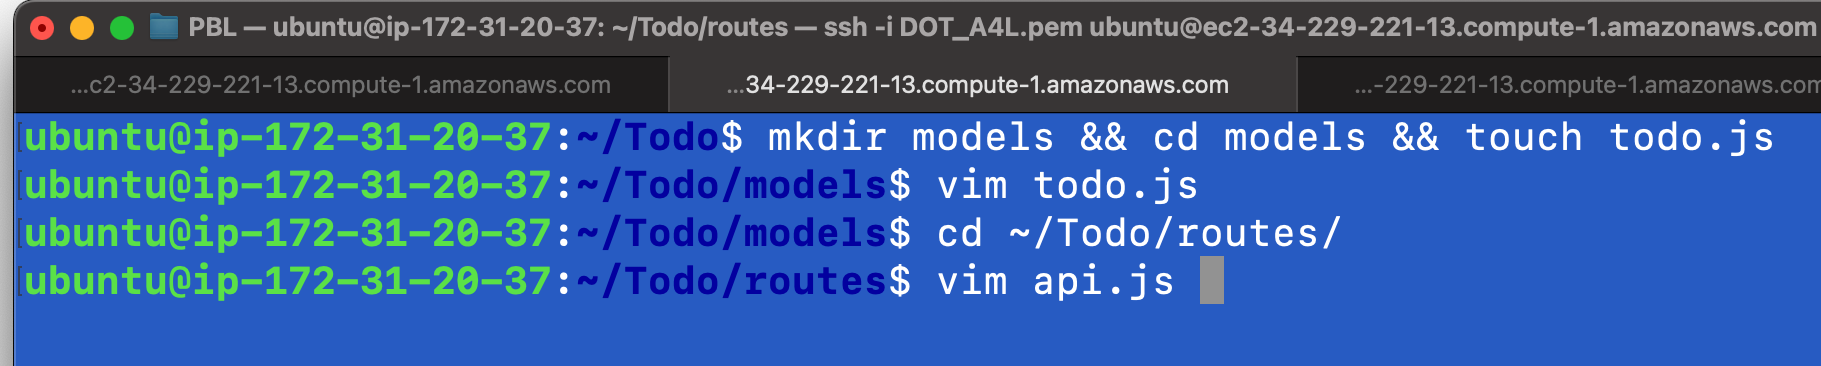 PBL — ubuntu@ip-172-31-20-37: ~/Todo/routes — ssh -i DOT_A4L.pem ubuntu@ec2-34-229-221-13.compute-1.amazonaws.com
...c2-34-229-221-13.compute-1.amazonaws.com ...34-229-221-13.compute-1.amazonaws.com ...-229-221-13.compute-1.amazonaws.com
[ubuntu@ip-172-31-20-37:~/Todo$ mkdir models && cd models && touch todo.js
[ubuntu@ip-172-31-20-37:~/Todo/models$ vim todo.js
[ubuntu@ip-172-31-20-37:~/Todo/models$ cd ~/Todo/routes/
[ubuntu@ip-172-31-20-37:~/Todo/routes$ vim api.js